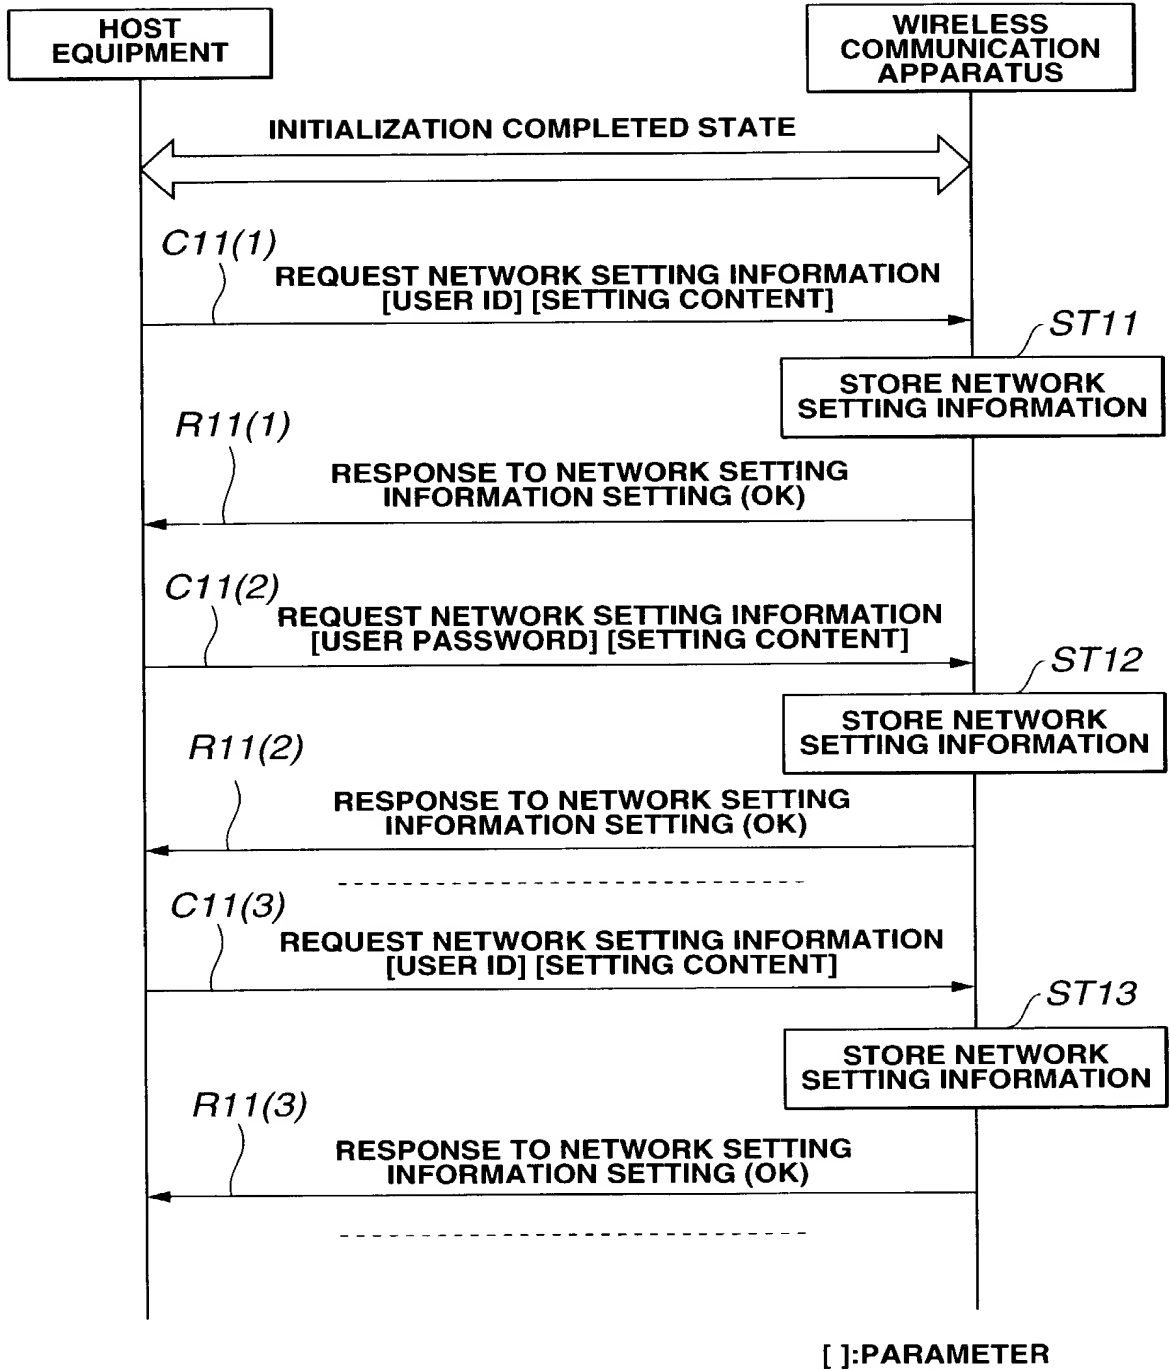 HOST
EQUIPMENT
WIRELESS
COMMUNICATION
APPARATUS
INITIALIZATION COMPLETED STATE
C11(1)
REQUEST NETWORK SETTING INFORMATION
[USER ID] [SETTING CONTENT]
ST11
STORE NETWORK
SETTING INFORMATION
R11(1)
RESPONSE TO NETWORK SETTING
INFORMATION SETTING (OK)
C11(2)
REQUEST NETWORK SETTING INFORMATION
[USER PASSWORD] [SETTING CONTENT]
ST12
STORE NETWORK
SETTING INFORMATION
R11(2)
RESPONSE TO NETWORK SETTING
INFORMATION SETTING (OK)
C11(3)
REQUEST NETWORK SETTING INFORMATION
[USER ID] [SETTING CONTENT]
ST13
STORE NETWORK
SETTING INFORMATION
R11(3)
RESPONSE TO NETWORK SETTING
INFORMATION SETTING (OK)
[ ]:PARAMETER